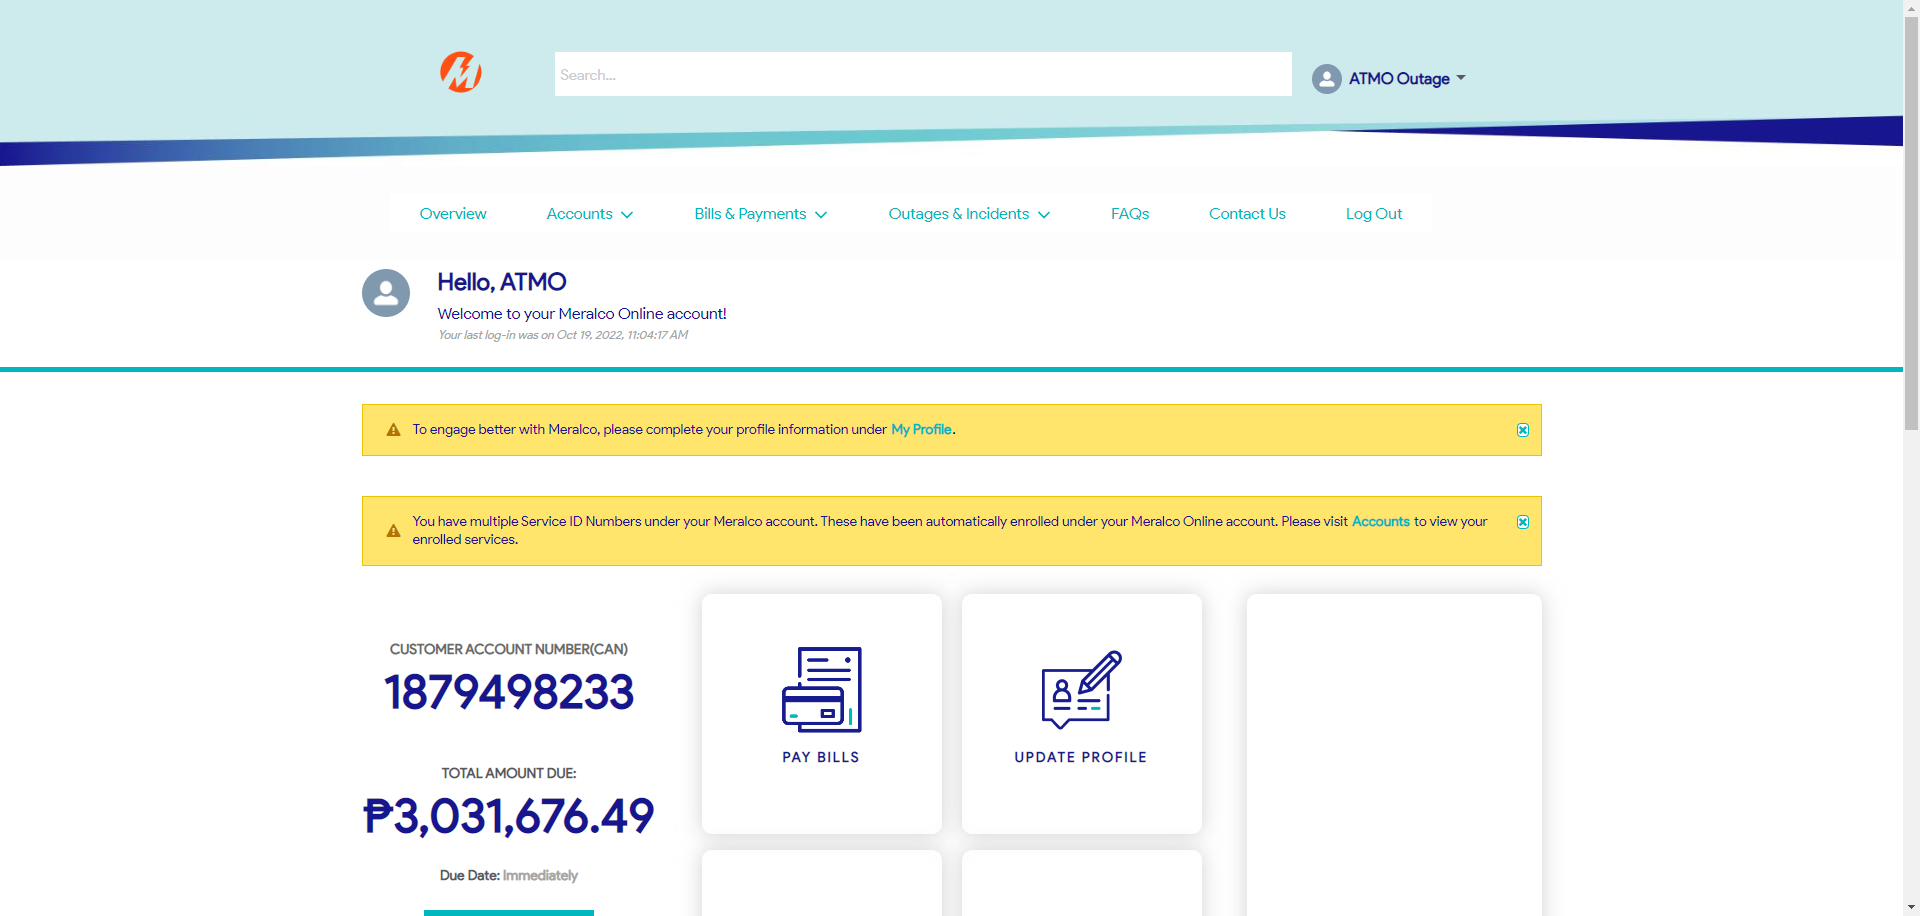 Search...
ATMO Outage
Overview
Accounts
Bills & Payments
Outages & Incidents
FAQs
Contact Us
Log Out
Hello, ATMO
Welcome to your Meralco Online account!
Your last log-in was on Oct 19, 2022, 11:04:17 AM
To engage better with Meralco, please complete your profile information under My Profile.
You have multiple Service ID Numbers under your Meralco account. These have been automatically enrolled under your Meralco Online account. Please visit Accounts to view your
enrolled services.
CUSTOMER ACCOUNT NUMBER(CAN)
1879498233
TOTAL AMOUNT DUE:
₱3,031,676.49
Due Date: Immediately
PAY BILLS
UPDATE PROFILE